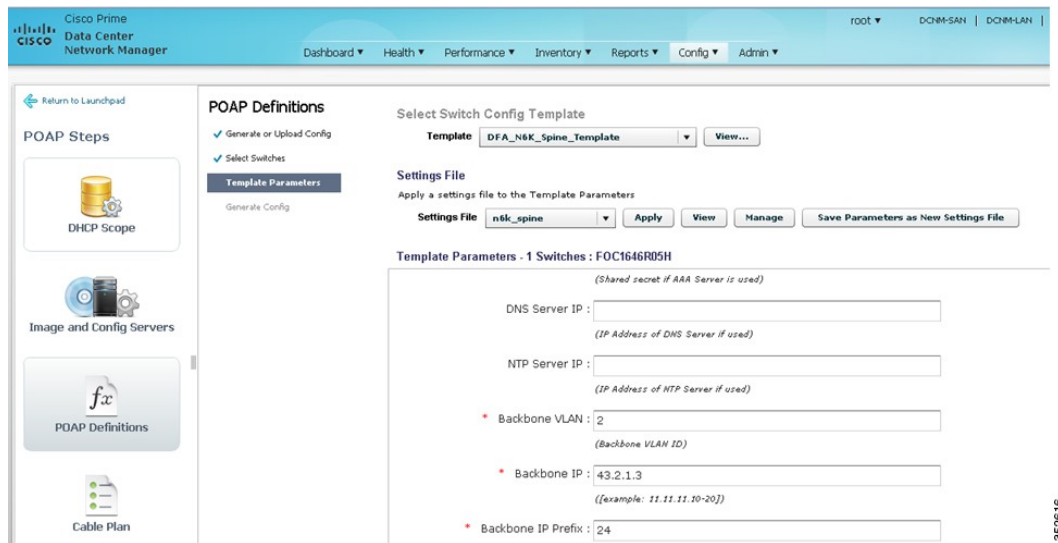 Cisco Prime
Data Center
Network Manager
CISCO
root
DCNM-SAN | DCNM-LAN |
Dashboard Health Performance Inventory Reports Config Admin
Return to Launchpad
POAP Steps
DHCP Scope
Image and Config Servers
fx
POAP Definitions
Cable Plan
POAP Definitions
Generate or Upload Config
Select Switches
Template Parameters
Generate Config
Select Switch Config Template
Template DFA_N6K_Spine_Template View...
Settings File
Apply a settings file to the Template Parameters
Settings File n6k_spine Apply View Manage Save Parameters as New Settings File
Template Parameters - 1 Switches : FOC1646R05H
(Shared secret if AAA Server is used)
DNS Server IP :
(IP Address of DNS Server if used)
NTP Server IP :
(IP Address of NTP Server if used)
* Backbone VLAN : 2
(Backbone VLAN ID)
* Backbone IP : 43.2.1.3
([example: 11.11.11.10-20])
* Backbone IP Prefix : 24